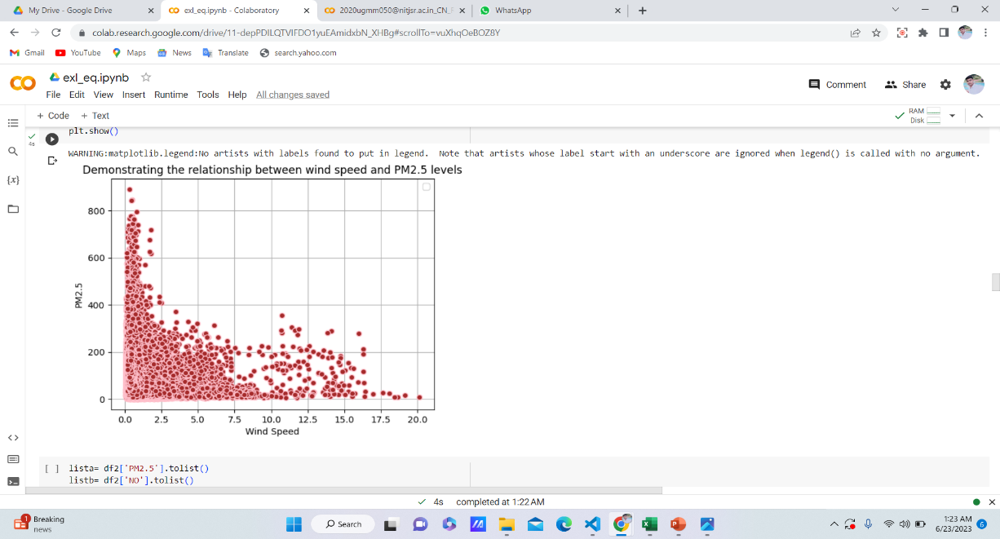 My Drive - Google Drive
exl_eq.ipynb - Colaboratory
2020ugmm050@nitjsr.ac.in_CN_
WhatsApp
colab.research.google.com/drive/11-depPDILQTVIFDO1yuEAmidxbN_XHBg#scrollTo=vuXhqOeBOZ8Y
Gmail YouTube Maps News Translate search.yahoo.com
exl_eq.ipynb
File Edit View Insert Runtime Tools Help All changes saved
Comment Share
+ Code + Text
RAM
Disk
4s
plt.show()
WARNING:matplotlib.legend:No artists with labels found to put in legend.  Note that artists whose label start with an underscore are ignored when legend() is called with no argument.
Demonstrating the relationship between wind speed and PM2.5 levels
800
600
400
200
0
PM2.5
0.0 2.5 5.0 7.5 10.0 12.5 15.0 17.5 20.0
Wind Speed
{x}
[ ] lista= df2['PM2.5'].tolist()
listb= df2['NO'].tolist()
4s completed at 1:22 AM
1
Breaking
news
Search
1:23 AM
6/23/2023
6